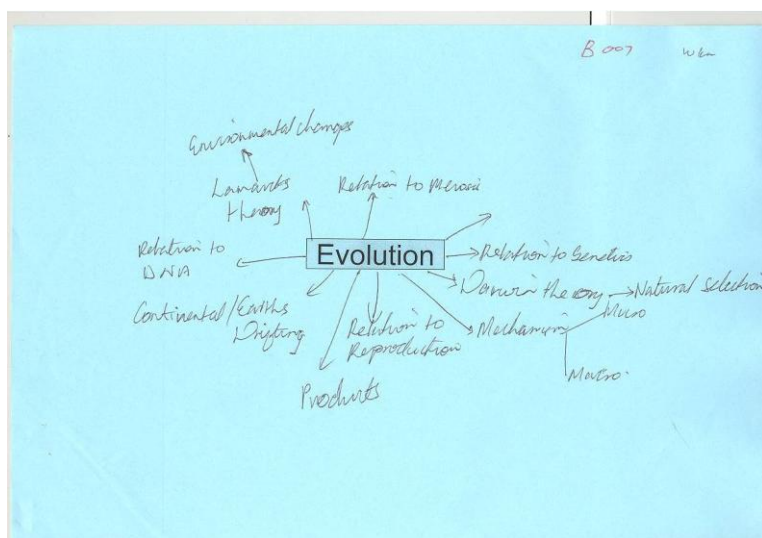 B 007
Environmental changes
Lamarks
theory
Relation to Meiosis
Relation to
DNA
Evolution
Relation to Genetics
Darwin theory
Natural selection
Continental/Earths
Drifting
Relation to
Reproduction
Mechanism
Micro
Macro.
Products